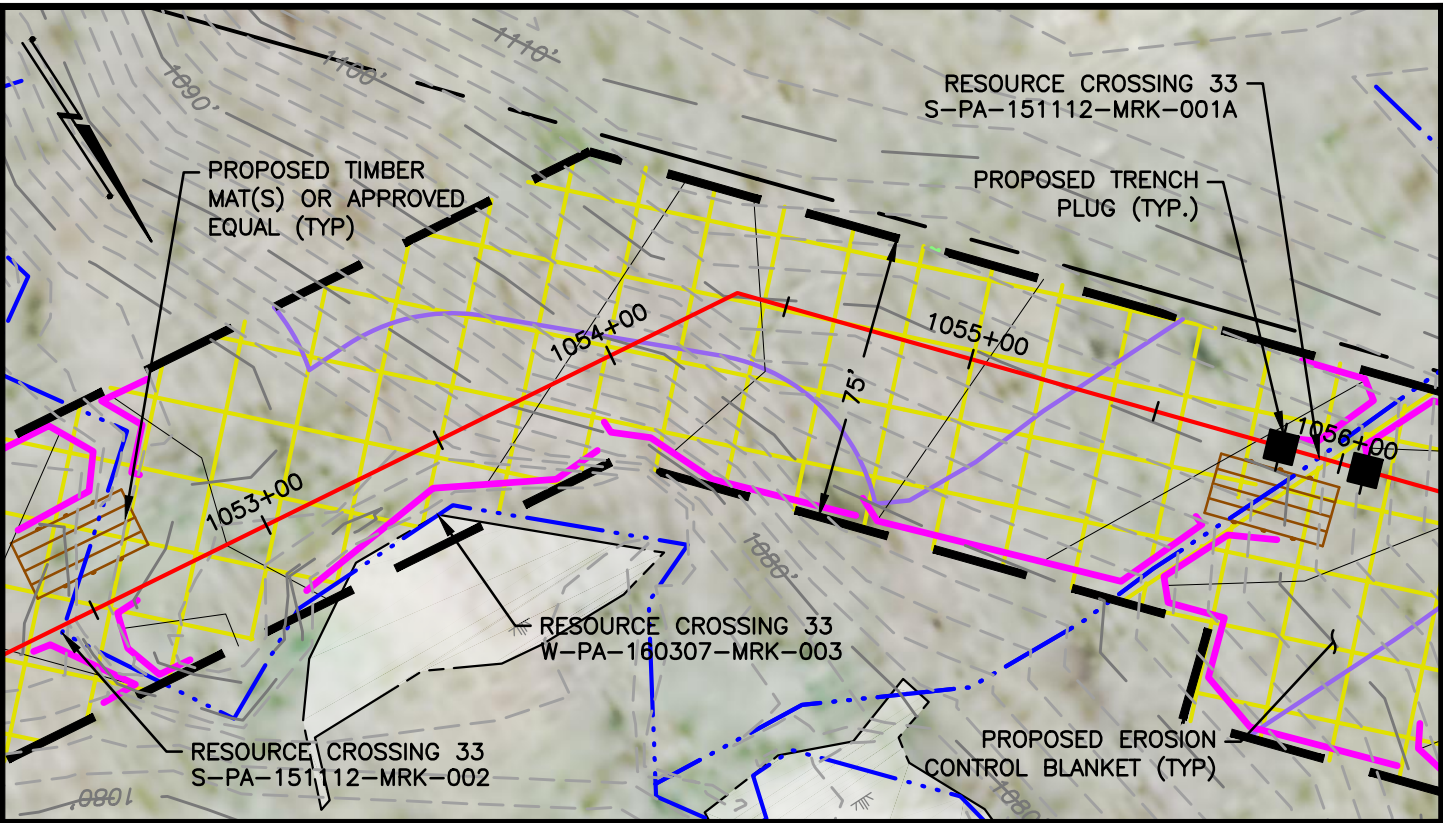 1110'
1100'
1090'
RESOURCE CROSSING 33
S-PA-151112-MRK-001A
PROPOSED TIMBER
MAT(S) OR APPROVED
EQUAL (TYP)
PROPOSED TRENCH
PLUG (TYP.)
1054+00
1055+00
75'
1056+00
1053+00
1080'
RESOURCE CROSSING 33
W-PA-160307-MRK-003
RESOURCE CROSSING 33
S-PA-151112-MRK-002
PROPOSED EROSION
CONTROL BLANKET (TYP)
1080'
1080'